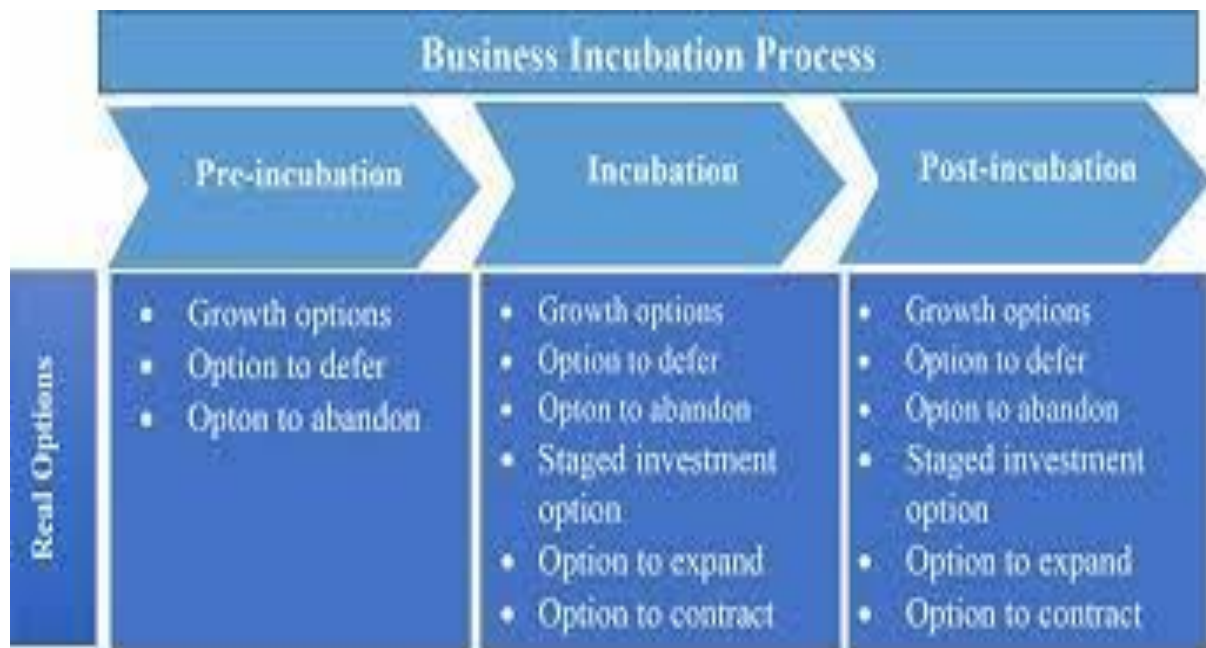 Business Incubation Process
Pre-incubation
Incubation
Post-incubation
Real Options
• Growth options
• Option to defer
• Opton to abandon
• Growth options
• Option to defer
• Opton to abandon
• Staged investment
option
• Option to expand
• Option to contract
• Growth options
• Option to defer
• Opton to abandon
• Staged investment
option
• Option to expand
• Option to contract